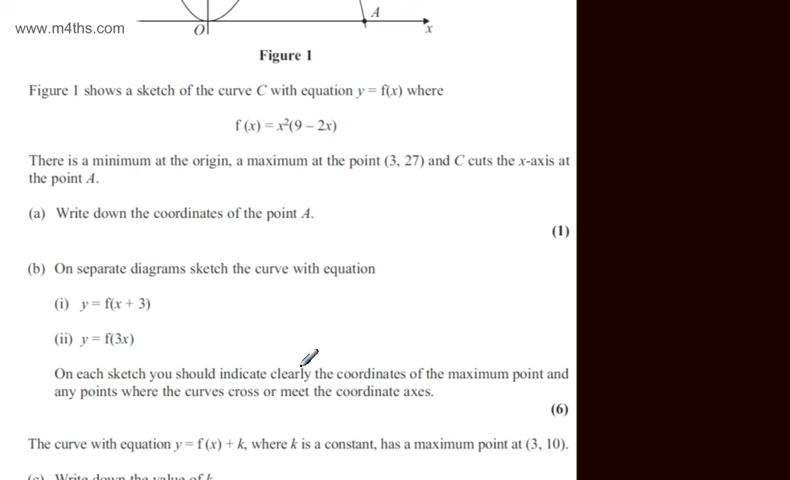 A
www.m4ths.com
O
x
Figure 1
Figure 1 shows a sketch of the curve C with equation y = f(x) where
f (x) = x²(9 – 2x)
There is a minimum at the origin, a maximum at the point (3, 27) and C cuts the x-axis at
the point A.
(a) Write down the coordinates of the point A.
(1)
(b) On separate diagrams sketch the curve with equation
(i) y = f(x + 3)
(ii) y = f(3x)
On each sketch you should indicate clearly the coordinates of the maximum point and
any points where the curves cross or meet the coordinate axes.
(6)
The curve with equation y = f (x) + k, where k is a constant, has a maximum point at (3, 10).
(c) Write down the value of k